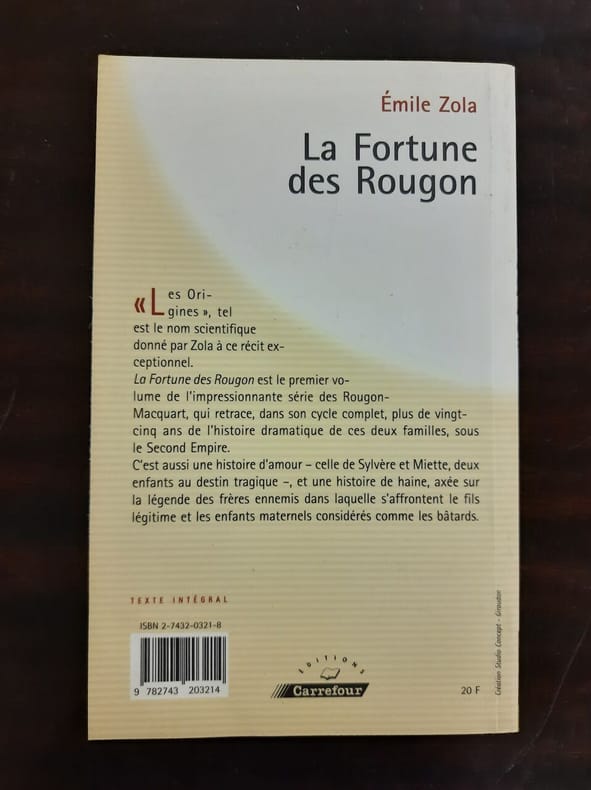 Émile Zola
La Fortune
des Rougon
« Les Ori-
gines », tel
est le nom scientifique
donné par Zola à ce récit ex-
ceptionnel.
La Fortune des Rougon est le premier vo-
lume de l'impressionnante série des Rougon-
Macquart, qui retrace, dans son cycle complet, plus de vingt-
cinq ans de l'histoire dramatique de ces deux familles, sous
le Second Empire.
C'est aussi une histoire d'amour – celle de Sylvère et Miette, deux
enfants au destin tragique –, et une histoire de haine, axée sur
la légende des frères ennemis dans laquelle s'affrontent le fils
légitime et les enfants maternels considérés comme les bâtards.
TEXTE INTÉGRAL
ISBN 2-7432-0321-8
9 782743 203214
ÉDITIONS
Carrefour
20 F
Création Studio Concept - Giraudon